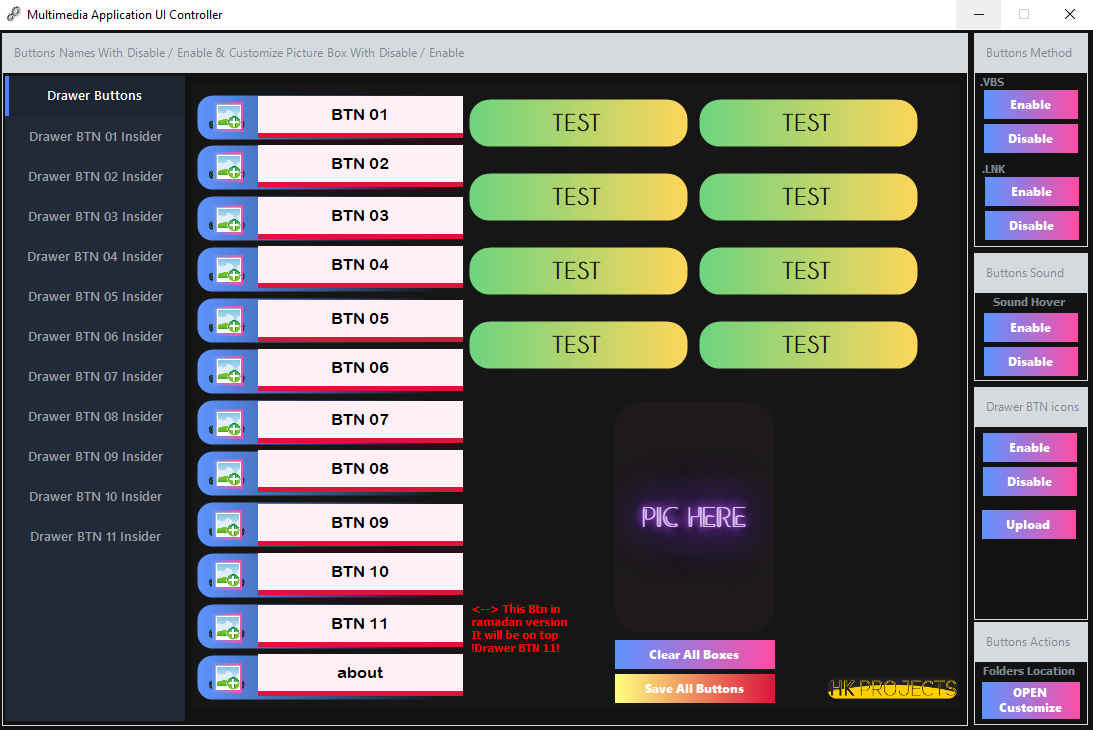 Multimedia Application UI Controller
Buttons Names With Disable / Enable & Customize Picture Box With Disable / Enable
Drawer Buttons
Drawer BTN 01 Insider
Drawer BTN 02 Insider
Drawer BTN 03 Insider
Drawer BTN 04 Insider
Drawer BTN 05 Insider
Drawer BTN 06 Insider
Drawer BTN 07 Insider
Drawer BTN 08 Insider
Drawer BTN 09 Insider
Drawer BTN 10 Insider
Drawer BTN 11 Insider
BTN 01
BTN 02
BTN 03
BTN 04
BTN 05
BTN 06
BTN 07
BTN 08
BTN 09
BTN 10
BTN 11
about
TEST
TEST
TEST
TEST
TEST
TEST
TEST
TEST
PIC HERE
<--> This Btn in
ramadan version
It will be on top
!Drawer BTN 11!
Clear All Boxes
Save All Buttons
HK PROJECTS
Buttons Method
.VBS
Enable
Disable
.LNK
Enable
Disable
Buttons Sound
Sound Hover
Enable
Disable
Drawer BTN icons
Enable
Disable
Upload
Buttons Actions
Folders Location
OPEN
Customize